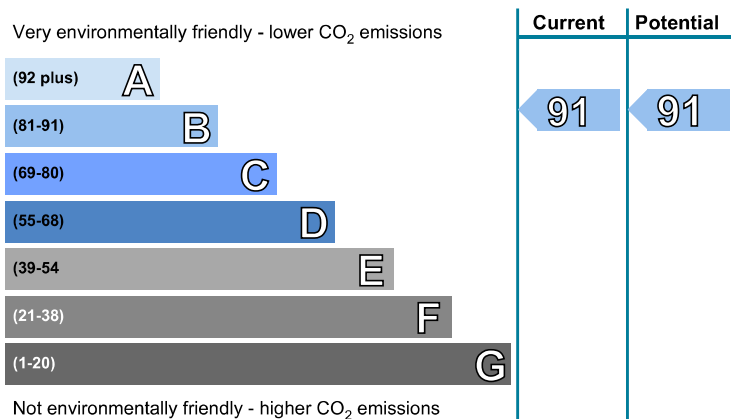 Very environmentally friendly - lower CO2 emissions
Current Potential
(92 plus) A
(81-91) B
91 91
(69-80) C
(55-68) D
(39-54 E
(21-38) F
(1-20) G
Not environmentally friendly - higher CO2 emissions